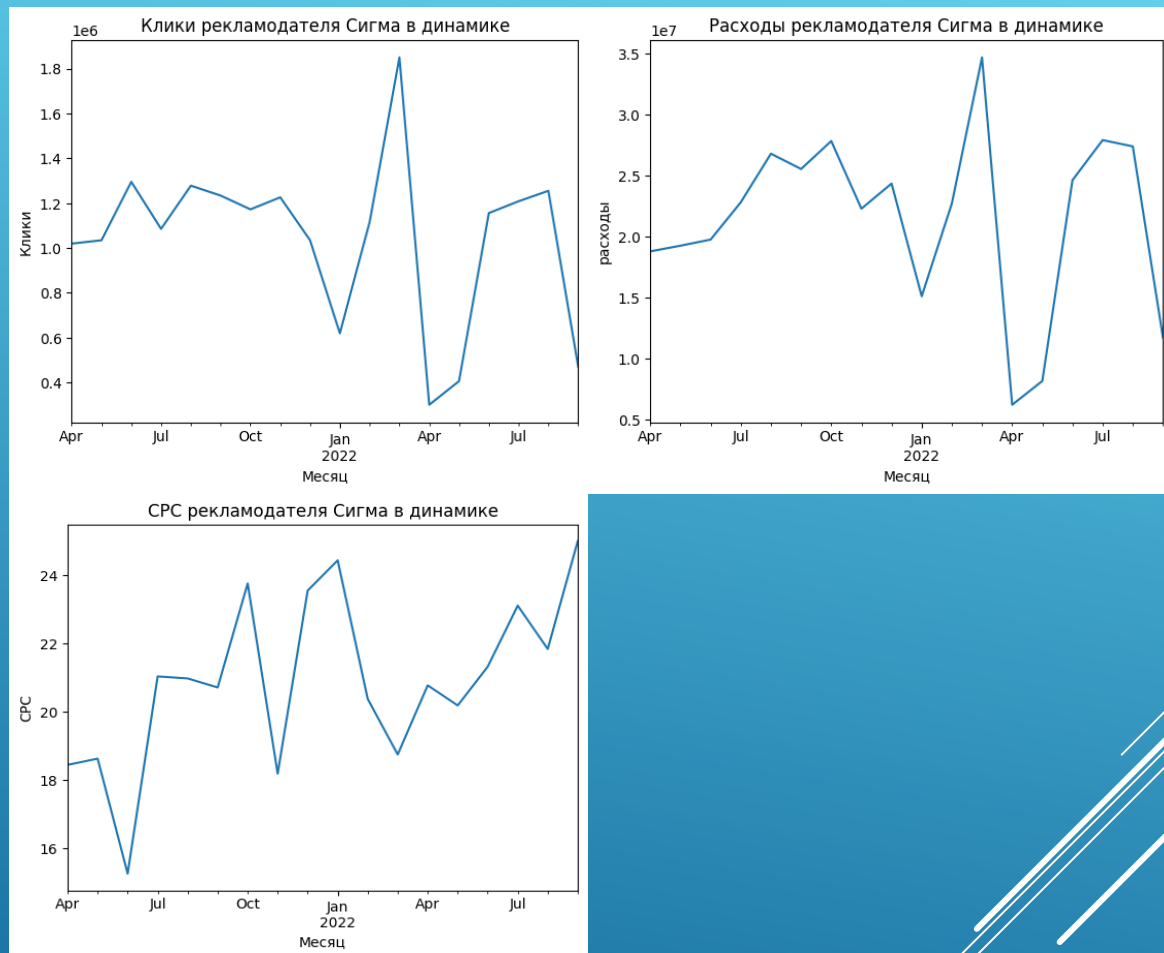 Клики рекламодателя Сигма в динамике
1e6
1.8
1.6
1.4
1.2
1.0
0.8
0.6
0.4
Клики
Apr Jul Oct Jan Apr Jul
2022
Месяц
Расходы рекламодателя Сигма в динамике
1e7
3.5
3.0
2.5
2.0
1.5
1.0
0.5
расходы
Apr Jul Oct Jan Apr Jul
2022
Месяц
CPC рекламодателя Сигма в динамике
24
22
20
18
16
CPC
Apr Jul Oct Jan Apr Jul
2022
Месяц